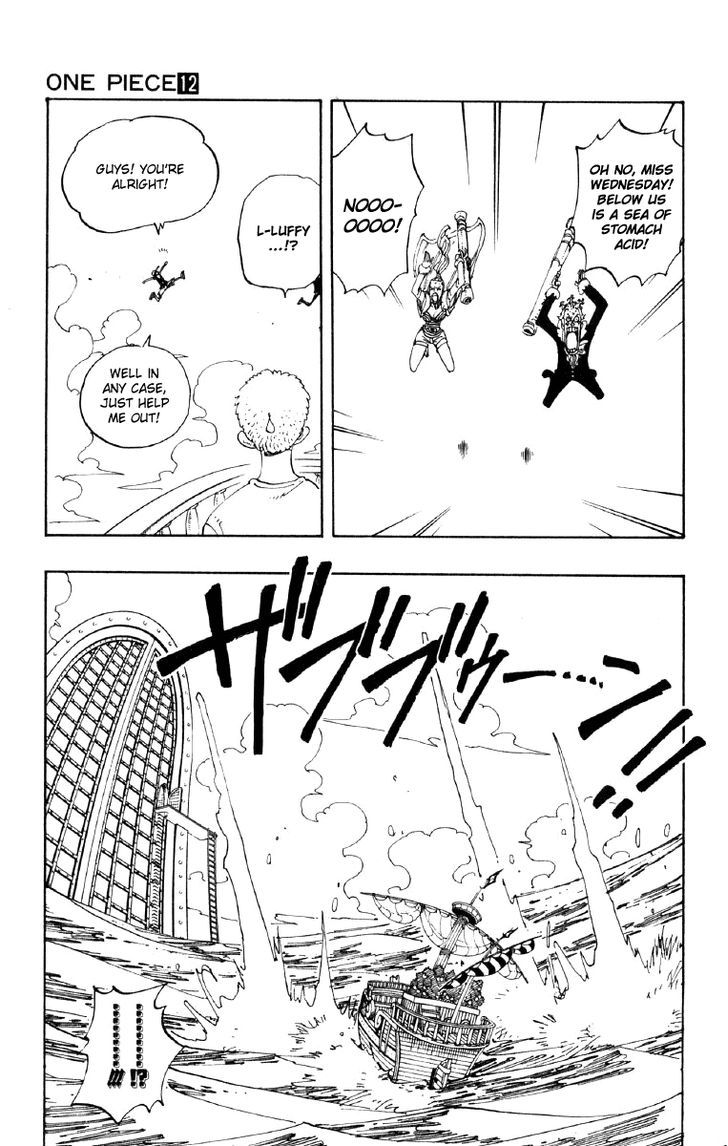 ONE PIECE 12
OH NO, MISS
WEDNESDAY!
BELOW US
IS A SEA OF
STOMACH
ACID!
NOOO-
OOOO!
GUYS! YOU'RE
ALRIGHT!
L-LUFFY
...!?
WELL IN
ANY CASE,
JUST HELP
ME OUT!
ザブブゥーン!!
!!! !?